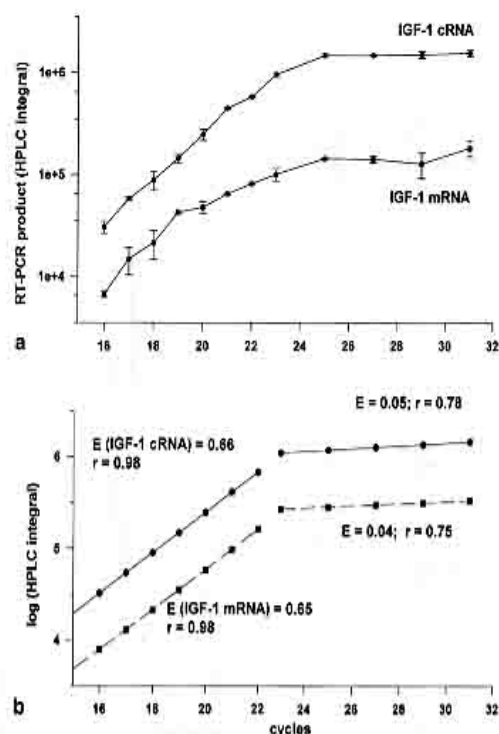 IGF-1 cRNA
1e+6
1e+5
1e+4
RT-PCR product (HPLC integral)
IGF-1 mRNA
16 18 20 22 24 26 28 30 32
a
E = 0.05; r = 0.78
E (IGF-1 cRNA) = 0.66
r = 0.98
6
5
4
log (HPLC integral)
E = 0.04; r = 0.75
E (IGF-1 mRNA) = 0.65
r = 0.98
b
16 18 20 22 24 26 28 30 32
cycles